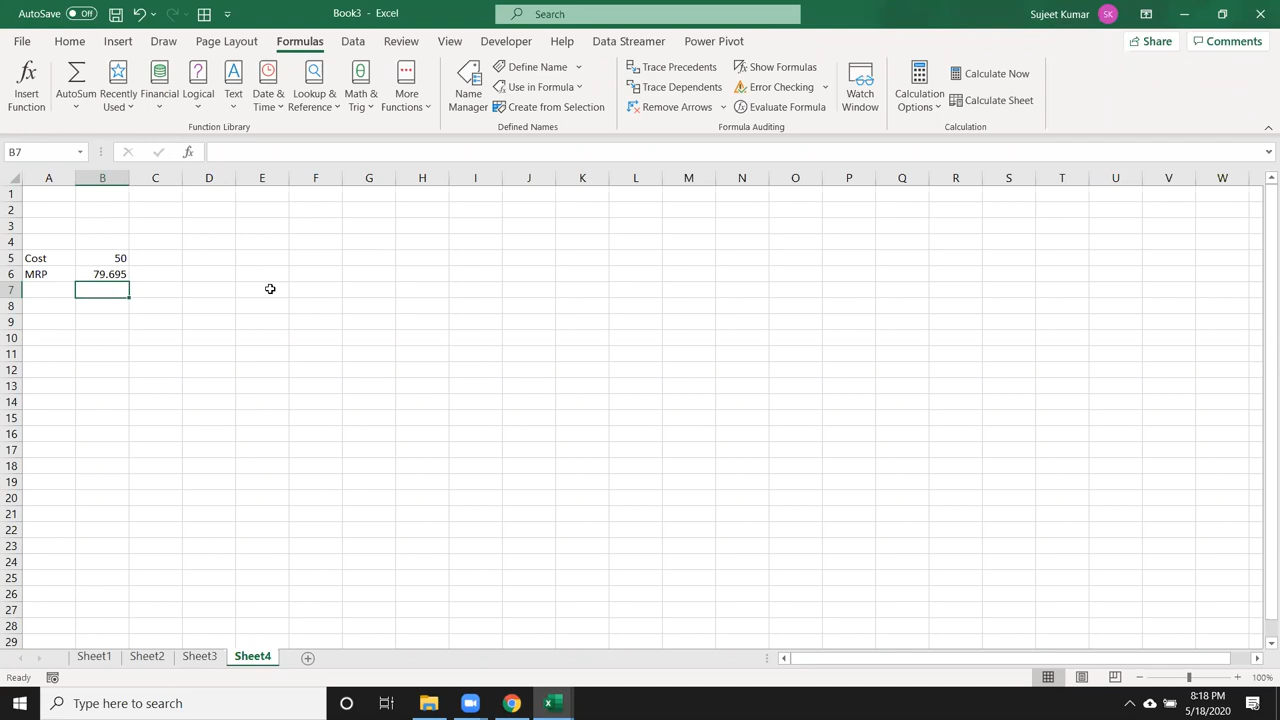 AutoSave Off Book3 - Excel Search Sujeet Kumar SK
File Home Insert Draw Page Layout Formulas Data Review View Developer Help Data Streamer Power Pivot Share Comments
Insert Function
AutoSum
Recently Used
Financial
Logical
Text
Date & Time
Lookup & Reference
Math & Trig
More Functions
Function Library
Name Manager
Define Name
Use in Formula
Create from Selection
Defined Names
Trace Precedents
Trace Dependents
Remove Arrows
Show Formulas
Error Checking
Evaluate Formula
Formula Auditing
Watch Window
Calculation Options
Calculate Now
Calculate Sheet
Calculation
B7 fx
A B C D E F G H I J K L M N O P Q R S T U V W
1
2
3
4
5 Cost 50
6 MRP 79.695
7
8
9
10
11
12
13
14
15
16
17
18
19
20
21
22
23
24
25
26
27
28
29
Sheet1 Sheet2 Sheet3 Sheet4
Ready 100%
Type here to search 8:18 PM
5/18/2020